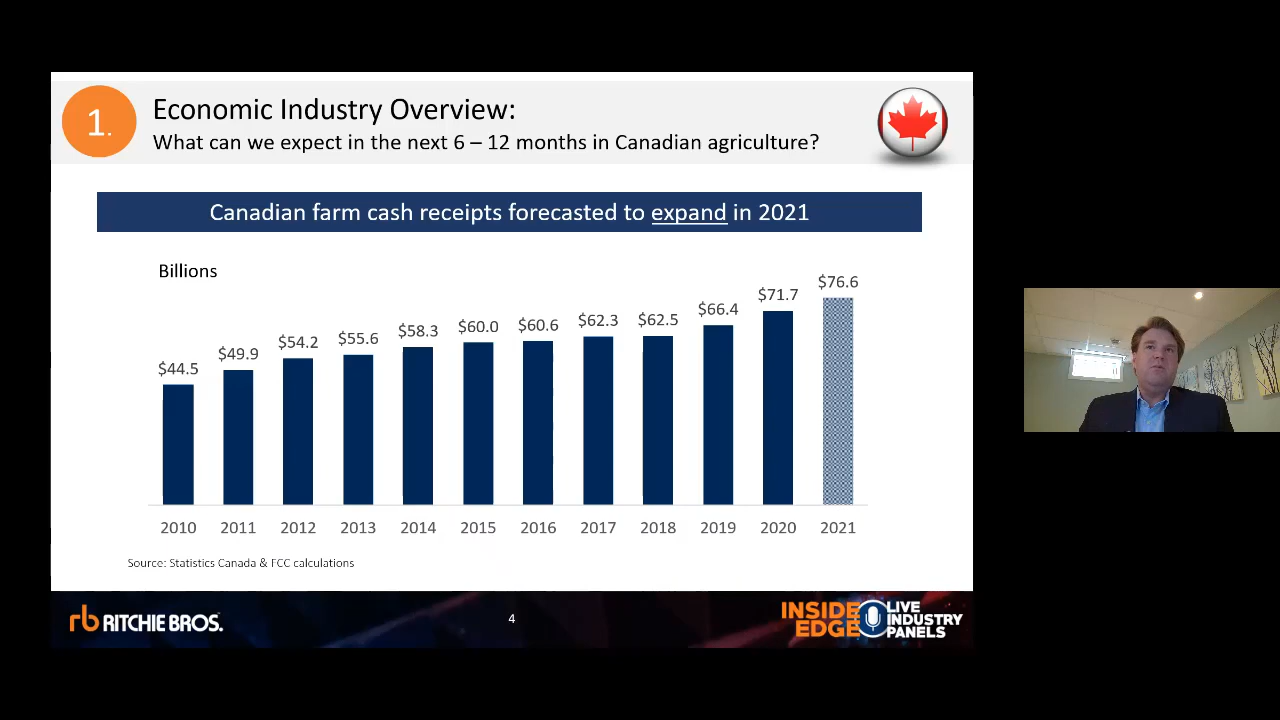 1.
Economic Industry Overview:
What can we expect in the next 6 – 12 months in Canadian agriculture?
Canadian farm cash receipts forecasted to expand in 2021
Billions
$44.5 $49.9 $54.2 $55.6 $58.3 $60.0 $60.6 $62.3 $62.5 $66.4 $71.7 $76.6
2010 2011 2012 2013 2014 2015 2016 2017 2018 2019 2020 2021
Source: Statistics Canada & FCC calculations
rb RITCHIE BROS.
4
INSIDE EDGE
LIVE
INDUSTRY
PANELS